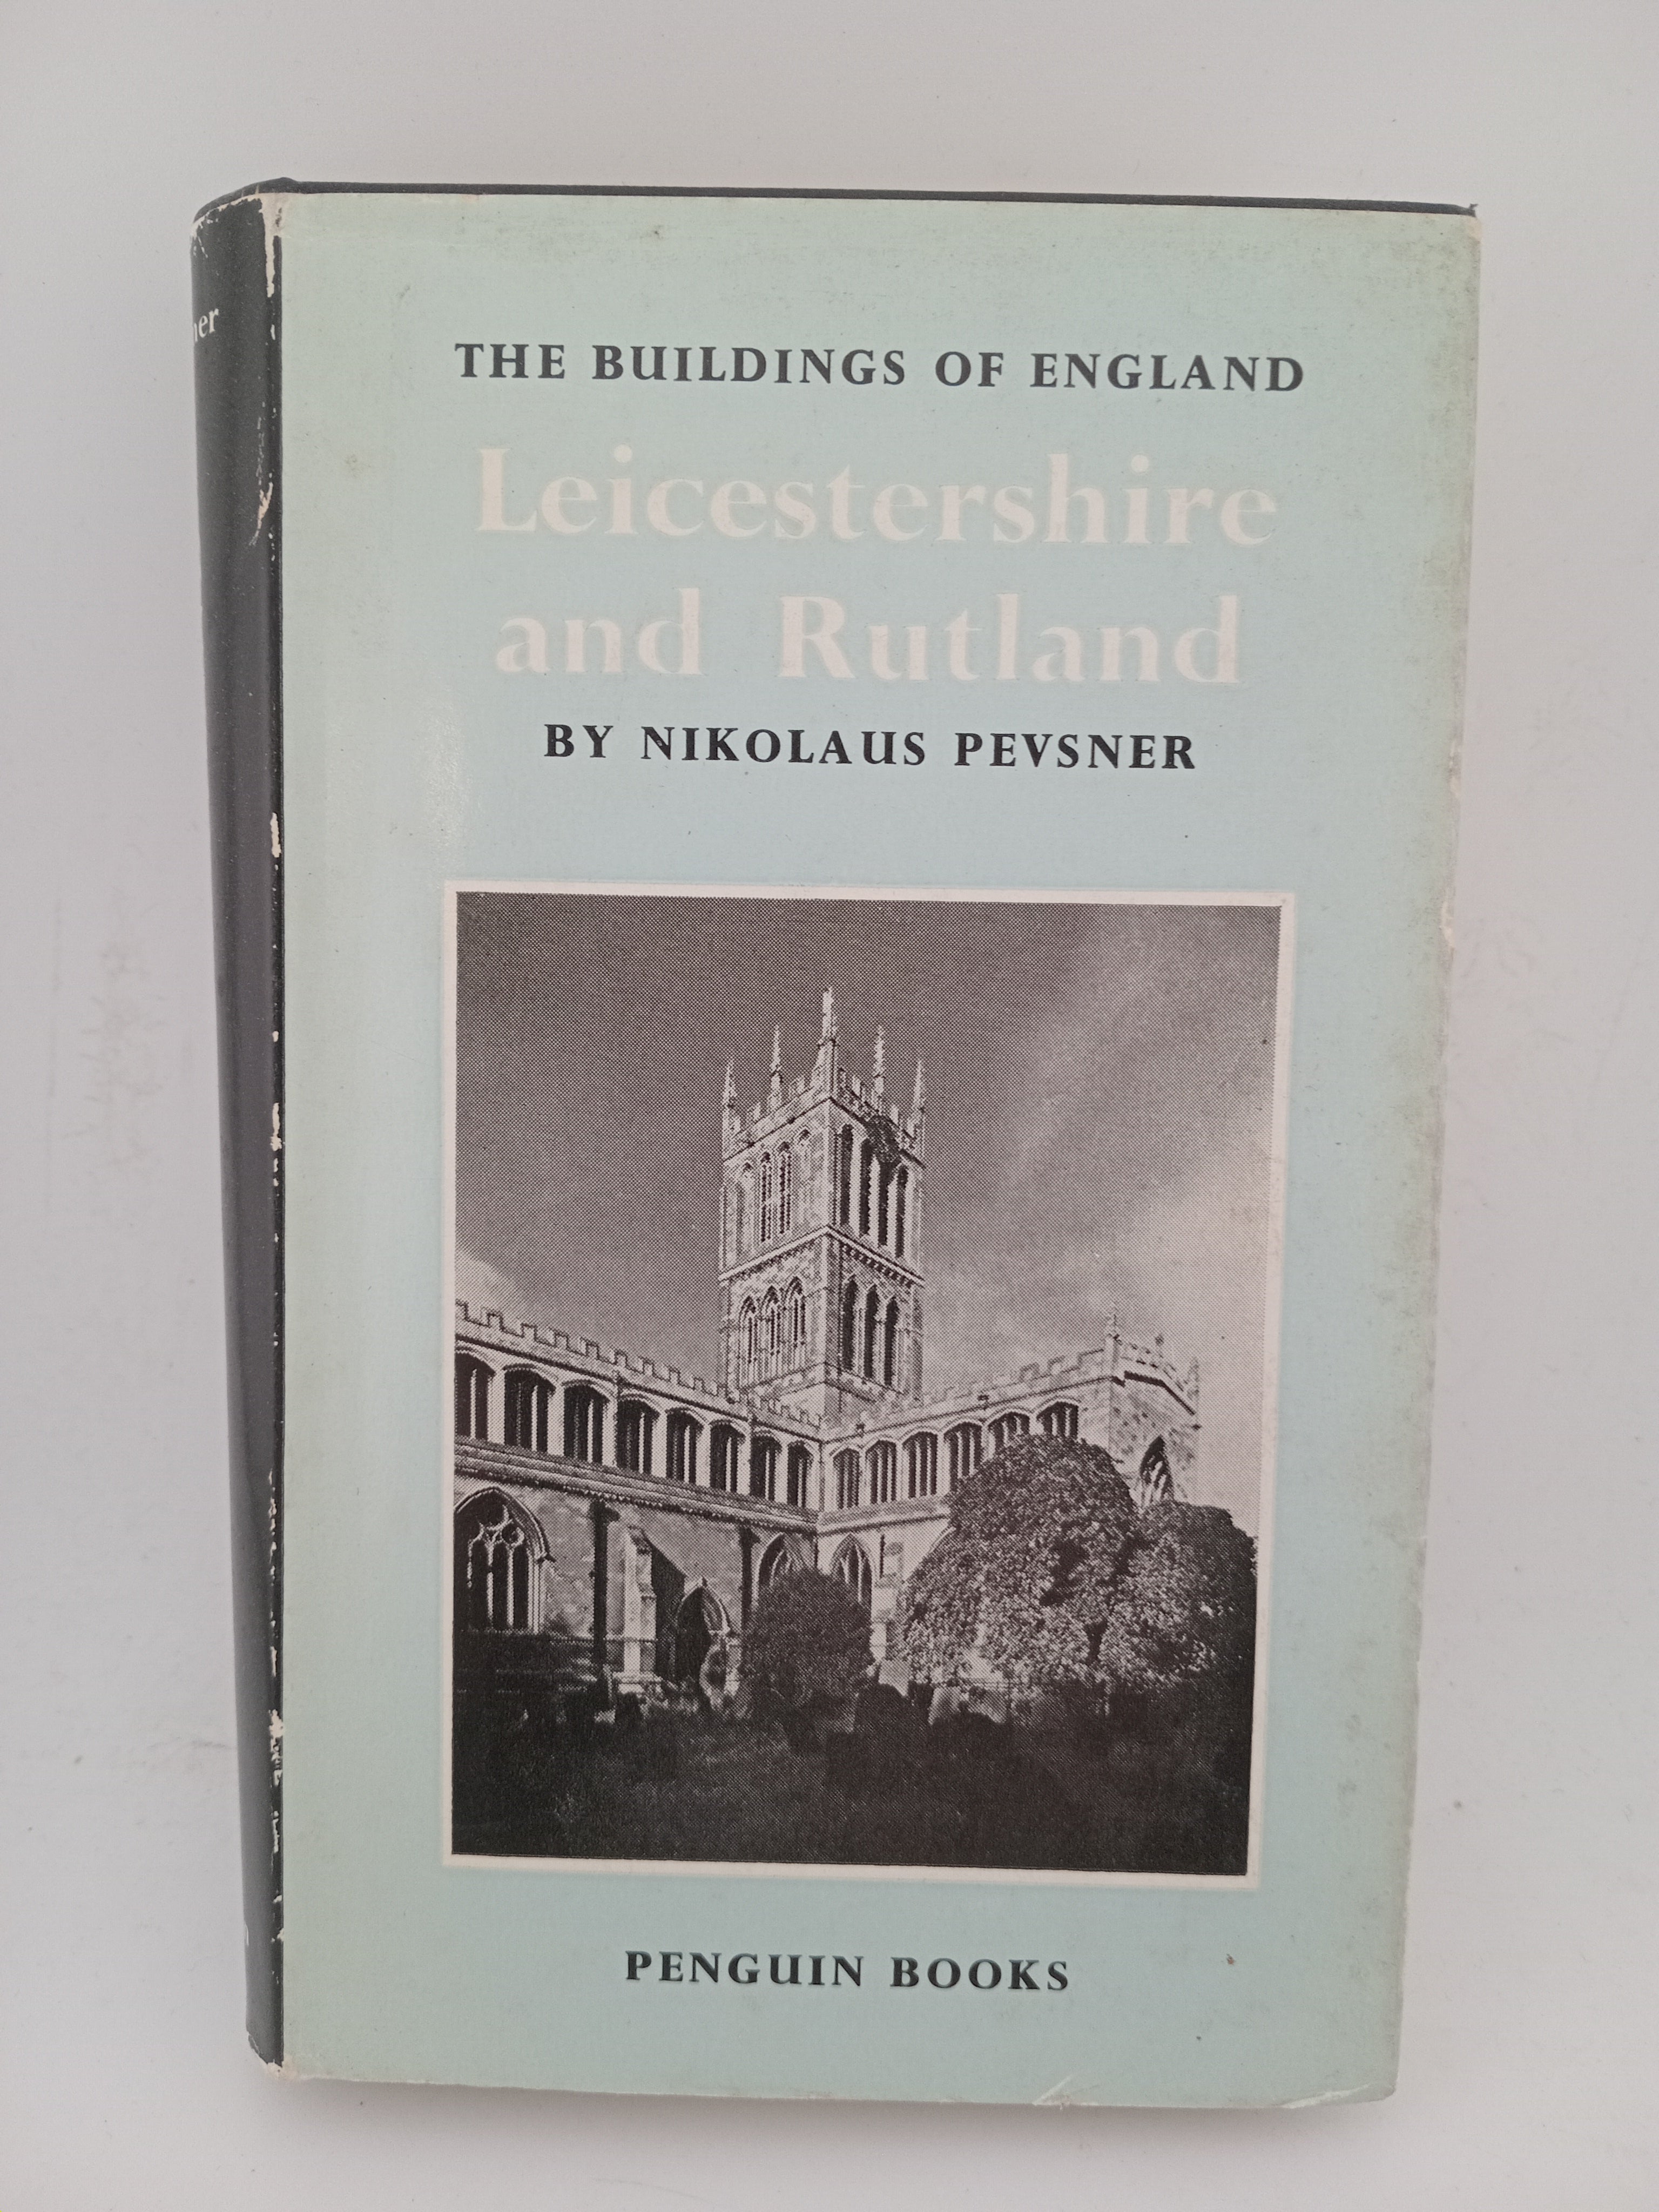 THE BUILDINGS OF ENGLAND
Leicestershire
and Rutland
BY NIKOLAUS PEVSNER
PENGUIN BOOKS